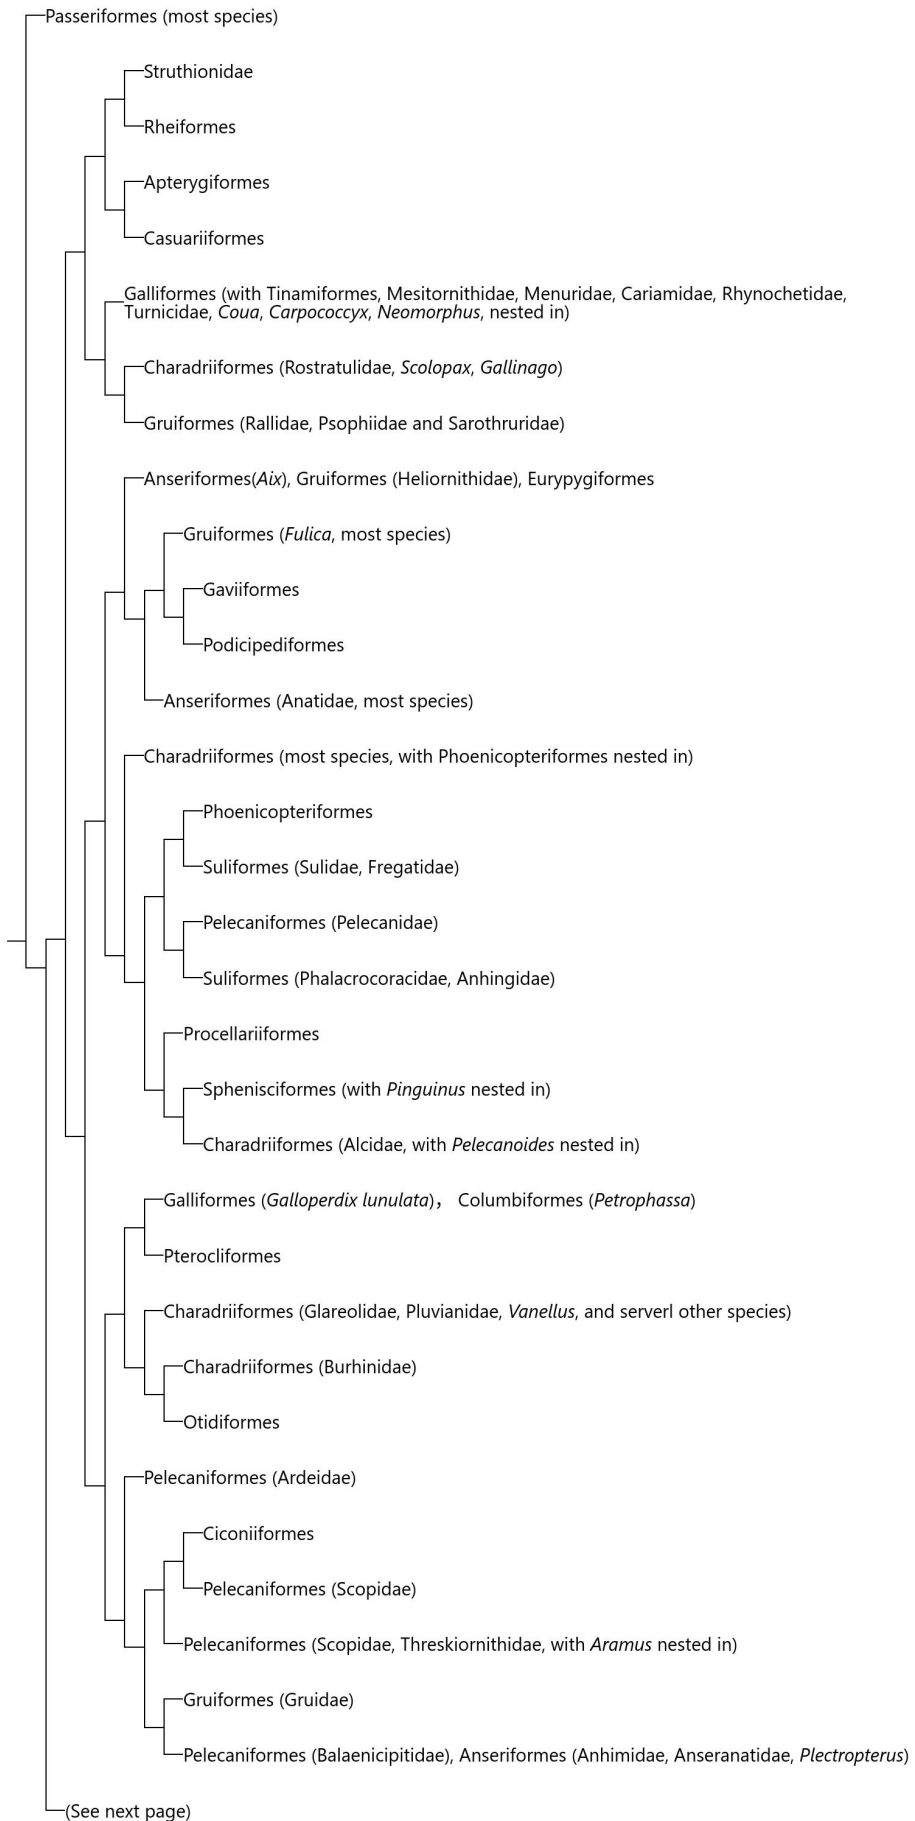 Passeriformes (most species)
Struthionidae
Rheiformes
Apterygiformes
Casuariiformes
Galliformes (with Tinamiformes, Mesitornithidae, Menuridae, Cariamidae, Rhynochetidae,
Turnicidae, Coua, Carpococcyx, Neomorphus, nested in)
Charadriiformes (Rostratulidae, Scolopax, Gallinago)
Gruiformes (Rallidae, Psophiidae and Sarothruridae)
Anseriformes(Aix), Gruiformes (Heliornithidae), Eurypygiformes
Gruiformes (Fulica, most species)
Gaviiformes
Podicipediformes
Anseriformes (Anatidae, most species)
Charadriiformes (most species, with Phoenicopteriformes nested in)
Phoenicopteriformes
Suliformes (Sulidae, Fregatidae)
Pelecaniformes (Pelecanidae)
Suliformes (Phalacrocoracidae, Anhingidae)
Procellariiformes
Sphenisciformes (with Pinguinus nested in)
Charadriiformes (Alcidae, with Pelecanoides nested in)
Galliformes (Galloperdix lunulata)， Columbiformes (Petrophassa)
Pterocliformes
Charadriiformes (Glareolidae, Pluvianidae, Vanellus, and serverl other species)
Charadriiformes (Burhinidae)
Otidiformes
Pelecaniformes (Ardeidae)
Ciconiiformes
Pelecaniformes (Scopidae)
Pelecaniformes (Scopidae, Threskiornithidae, with Aramus nested in)
Gruiformes (Gruidae)
Pelecaniformes (Balaenicipitidae), Anseriformes (Anhimidae, Anseranatidae, Plectropterus)
(See next page)